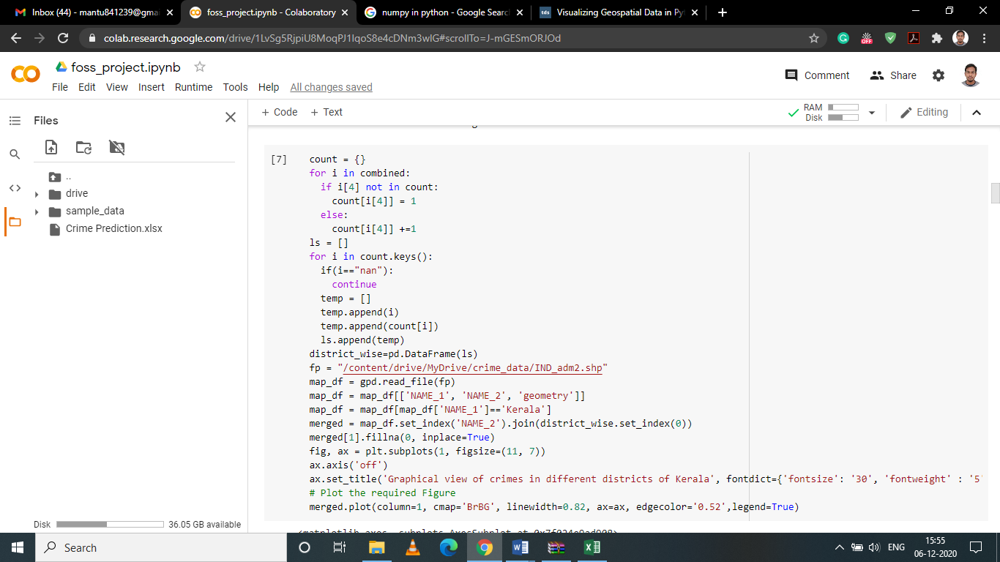 Inbox (44) - mantu841239@gma
foss_project.ipynb - Colaboratory
numpy in python - Google Searc
tds
Visualizing Geospatial Data in Pyt
colab.research.google.com/drive/1LvSg5RjpiU8MoqPJ1lqoS8e4cDNm3wlG#scrollTo=J-mGESmORJOd
OFF
foss_project.ipynb
File Edit View Insert Runtime Tools Help All changes saved
Comment Share
Files
+ Code + Text
RAM
Disk
Editing
..
drive
sample_data
Crime Prediction.xlsx
[7]
count = {}
for i in combined:
  if i[4] not in count:
    count[i[4]] = 1
  else:
    count[i[4]] +=1
ls = []
for i in count.keys():
  if(i=="nan"):
    continue
  temp = []
  temp.append(i)
  temp.append(count[i])
  ls.append(temp)
district_wise=pd.DataFrame(ls)
fp = "/content/drive/MyDrive/crime_data/IND_adm2.shp"
map_df = gpd.read_file(fp)
map_df = map_df[['NAME_1', 'NAME_2', 'geometry']]
map_df = map_df[map_df['NAME_1']=='Kerala']
merged = map_df.set_index('NAME_2').join(district_wise.set_index(0))
merged[1].fillna(0, inplace=True)
fig, ax = plt.subplots(1, figsize=(11, 7))
ax.axis('off')
ax.set_title('Graphical view of crimes in different districts of Kerala', fontdict={'fontsize': '30', 'fontweight' : '5'
# Plot the required Figure
merged.plot(column=1, cmap='BrBG', linewidth=0.82, ax=ax, edgecolor='0.52',legend=True)
Disk 36.05 GB available
Search
ENG
15:55
06-12-2020